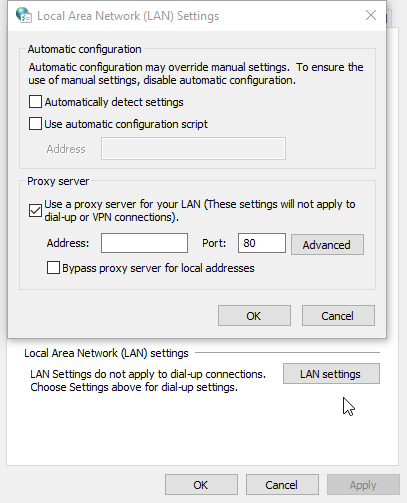 Local Area Network (LAN) Settings
Automatic configuration
Automatic configuration may override manual settings. To ensure the
use of manual settings, disable automatic configuration.
Automatically detect settings
Use automatic configuration script
Address
Proxy server
Use a proxy server for your LAN (These settings will not apply to
dial-up or VPN connections).
Address: Port: 80 Advanced
Bypass proxy server for local addresses
OK Cancel
Local Area Network (LAN) settings
LAN Settings do not apply to dial-up connections. LAN settings
Choose Settings above for dial-up settings.
OK Cancel Apply